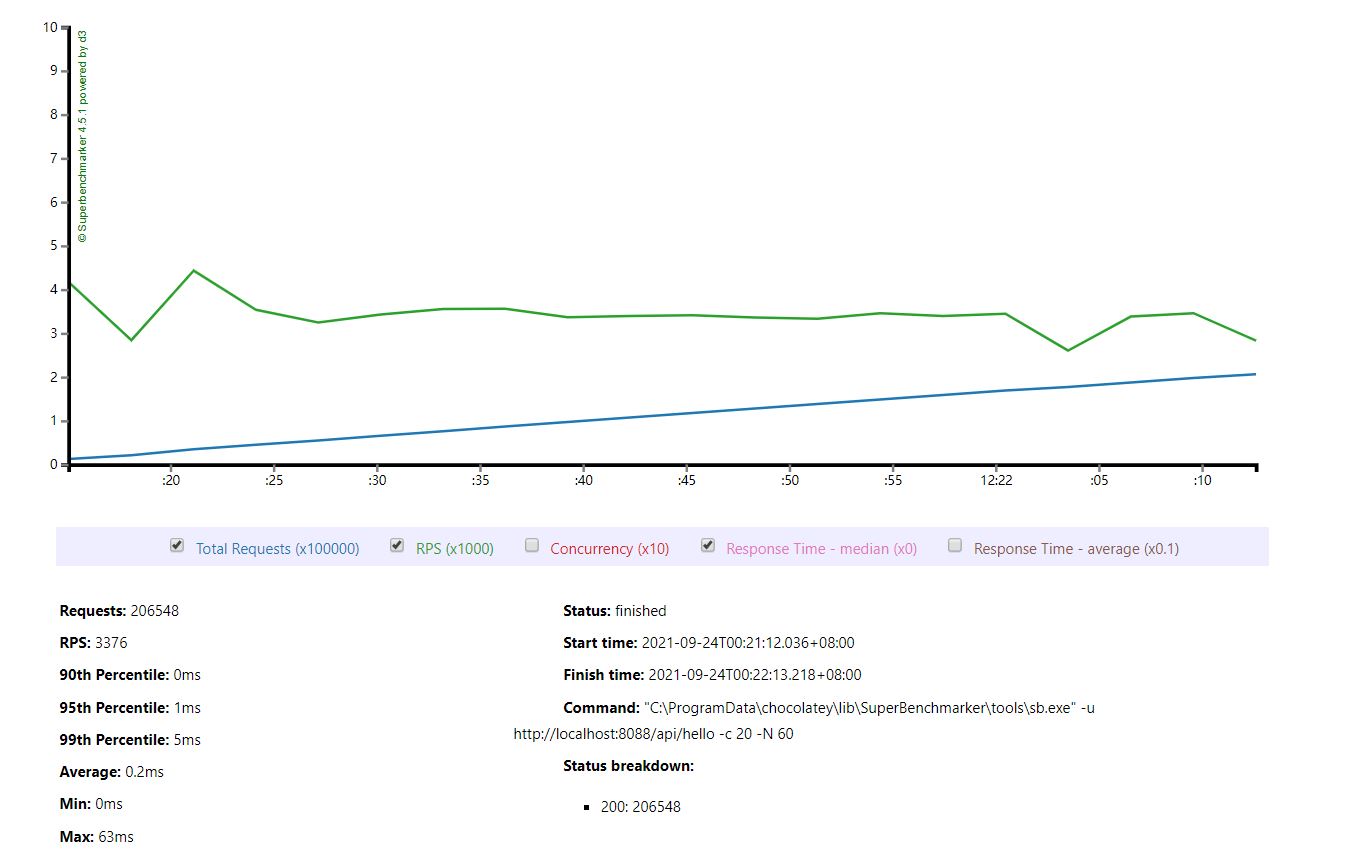 10
9
8
7
6
5
4
3
2
1
0
© Superbenchmarker 4.5.1 powered by d3
:20 :25 :30 :35 :40 :45 :50 :55 12:22 :05 :10
Total Requests (x100000) RPS (x1000) Concurrency (x10) Response Time - median (x0) Response Time - average (x0.1)
Requests: 206548
RPS: 3376
90th Percentile: 0ms
95th Percentile: 1ms
99th Percentile: 5ms
Average: 0.2ms
Min: 0ms
Max: 63ms
Status: finished
Start time: 2021-09-24T00:21:12.036+08:00
Finish time: 2021-09-24T00:22:13.218+08:00
Command: "C:\ProgramData\chocolatey\lib\SuperBenchmarker\tools\sb.exe" -u
http://localhost:8088/api/hello -c 20 -N 60
Status breakdown:
200: 206548